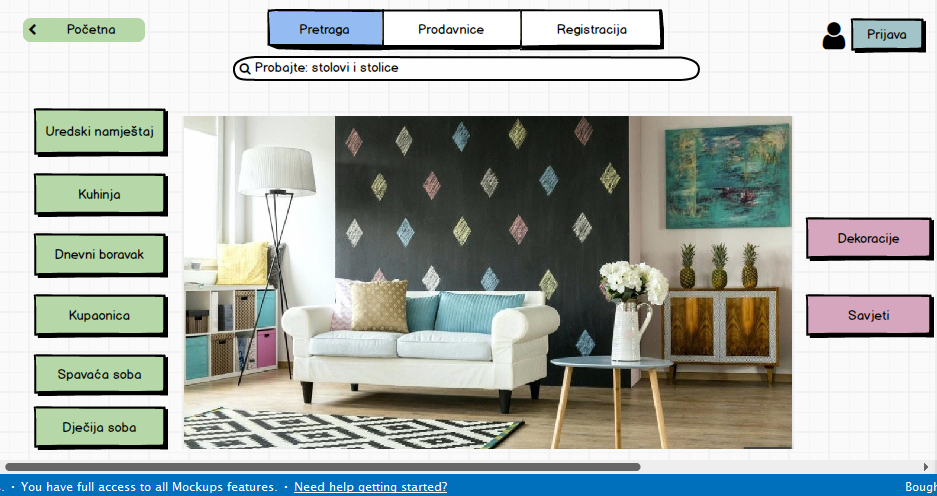 Početna
Pretraga
Prodavnice
Registracija
Prijava
Probajte: stolovi i stolice
Uredski namještaj
Kuhinja
Dnevni boravak
Kupaonica
Spavaća soba
Dječija soba
Dekoracije
Savjeti
. · You have full access to all Mockups features. · Need help getting started?